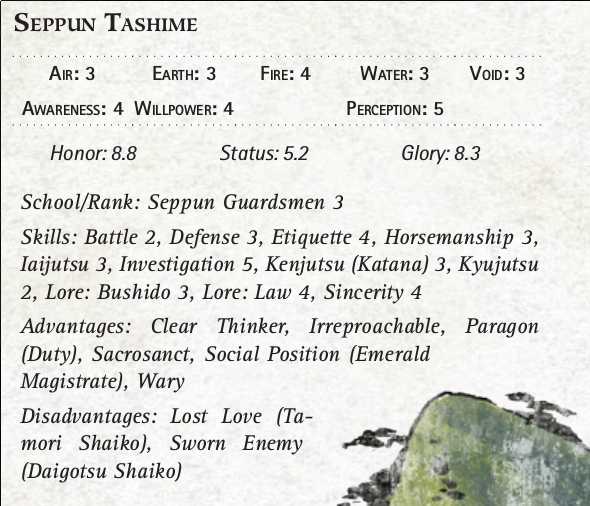 Seppun Tashime
Air: 3 Earth: 3 Fire: 4 Water: 3 Void: 3
Awareness: 4 Willpower: 4 Perception: 5
Honor: 8.8 Status: 5.2 Glory: 8.3
School/Rank: Seppun Guardsmen 3
Skills: Battle 2, Defense 3, Etiquette 4, Horsemanship 3,
Iaijutsu 3, Investigation 5, Kenjutsu (Katana) 3, Kyujutsu
2, Lore: Bushido 3, Lore: Law 4, Sincerity 4
Advantages: Clear Thinker, Irreproachable, Paragon
(Duty), Sacrosanct, Social Position (Emerald
Magistrate), Wary
Disadvantages: Lost Love (Ta-
mori Shaiko), Sworn Enemy
(Daigotsu Shaiko)